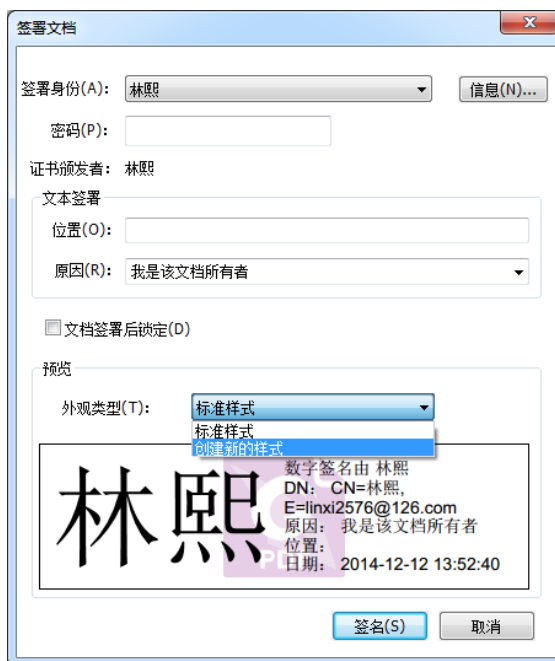 签署文档
签署身份(A): 林熙 信息(N)...
密码(P):
证书颁发者: 林熙
文本签署
位置(O):
原因(R): 我是该文档所有者
文档签署后锁定(D)
预览
外观类型(T): 标准样式
标准样式
创建新的样式
林熙
数字签名由 林熙
DN: CN=林熙,
E=linxi2576@126.com
原因: 我是该文档所有者
位置:
日期: 2014-12-12 13:52:40
签名(S) 取消